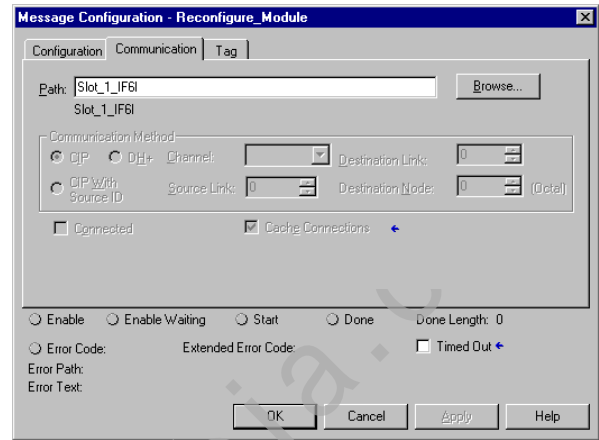 Message Configuration - Reconfigure_Module
Configuration Communication Tag
Path: Slot_1_IF6I Browse...
Slot_1_IF6I
Communication Method
CIP DH+ Channel: Destination Link: 0
CIP With Source ID Source Link: 0 Destination Node: 0 (Octal)
Connected Cache Connections
Enable Enable Waiting Start Done Done Length: 0
Error Code: Extended Error Code: Timed Out
Error Path:
Error Text:
OK Cancel Apply Help